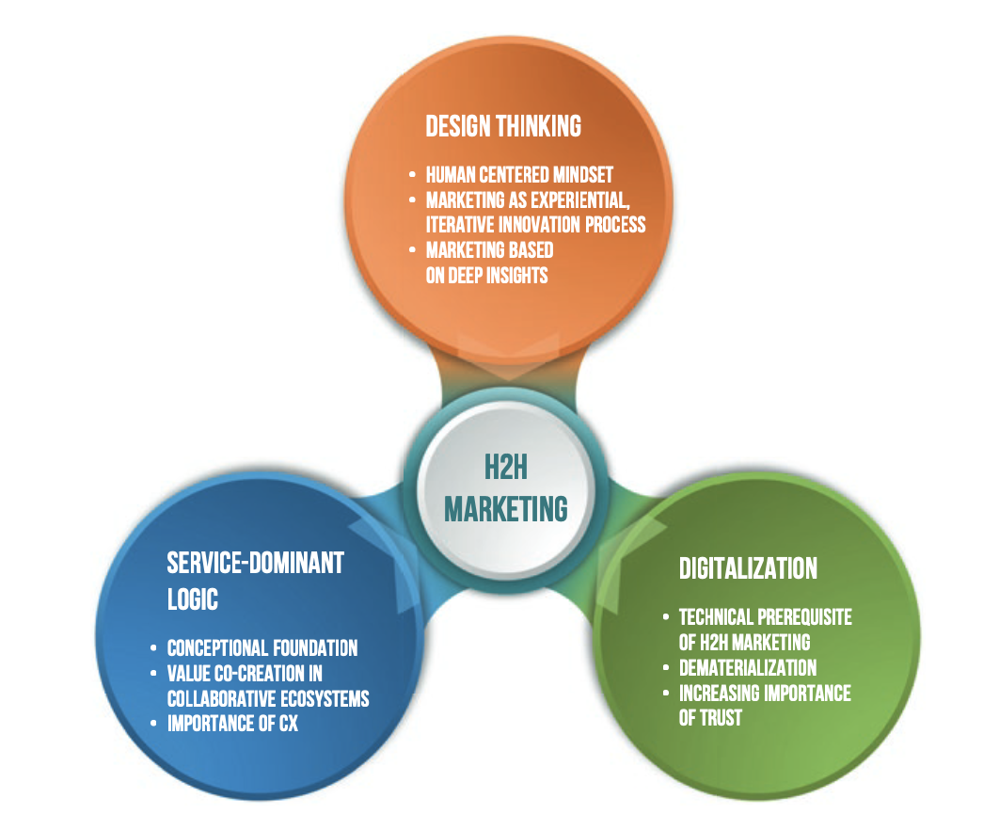 DESIGN THINKING
• HUMAN CENTERED MINDSET
• MARKETING AS EXPERIENTIAL,
ITERATIVE INNOVATION PROCESS
• MARKETING BASED
ON DEEP INSIGHTS
H2H
MARKETING
SERVICE-DOMINANT
LOGIC
• CONCEPTIONAL FOUNDATION
• VALUE CO-CREATION IN
COLLABORATIVE ECOSYSTEMS
• IMPORTANCE OF CX
DIGITALIZATION
• TECHNICAL PREREQUISITE
OF H2H MARKETING
• DEMATERIALIZATION
• INCREASING IMPORTANCE
OF TRUST